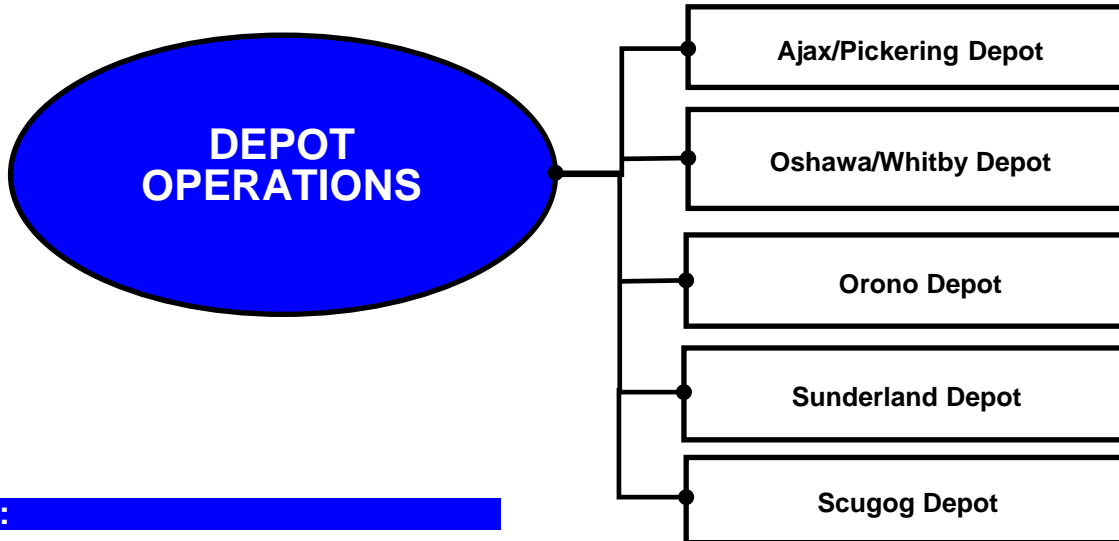 DEPOT
OPERATIONS
Ajax/Pickering Depot
Oshawa/Whitby Depot
Orono Depot
Sunderland Depot
Scugog Depot
: